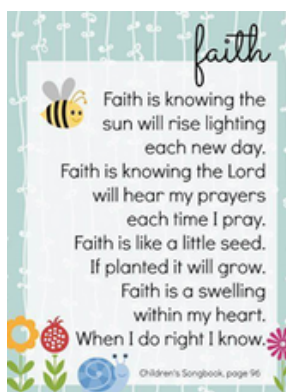 faith
Faith is knowing the
sun will rise lighting
each new day.
Faith is knowing the Lord
will hear my prayers
each time I pray.
Faith is like a little seed.
If planted it will grow.
Faith is a swelling
within my heart.
When I do right I know.
Children's Songbook, page 96